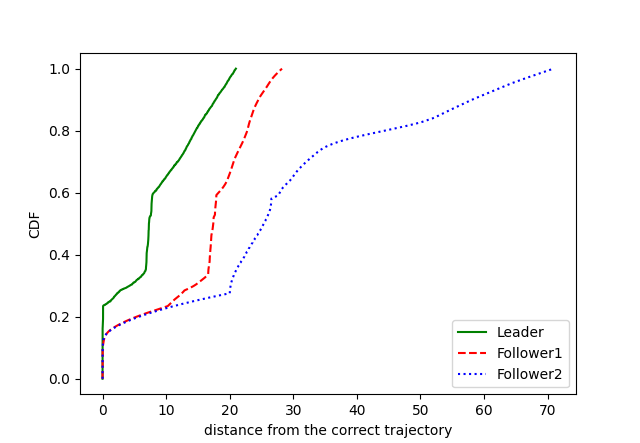 1.0
0.8
0.6
0.4
0.2
0.0
CDF
Leader
Follower1
Follower2
0 10 20 30 40 50 60 70
distance from the correct trajectory